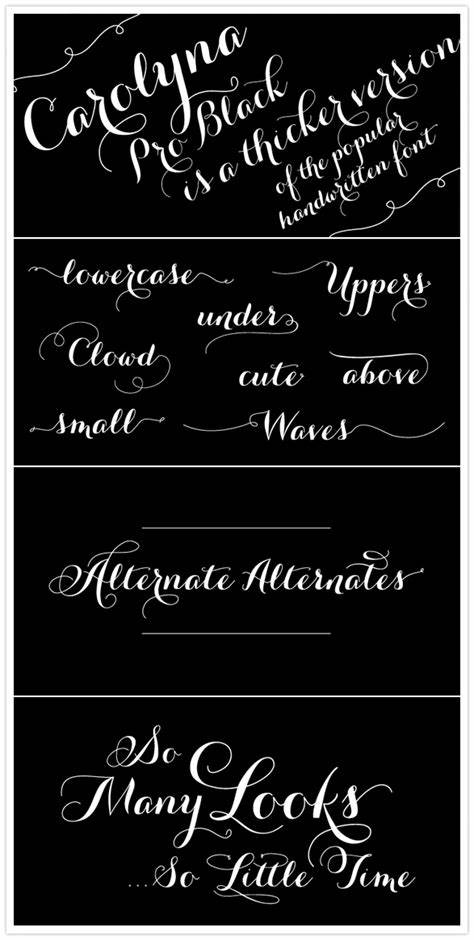 Carolyna
Pro Black
is a thicker version
of the popular
handwritten font
lowercase
Uppers
under
Clowd
cute
above
small
Waves
Alternate Alternates
So
Many Looks
...So Little Time